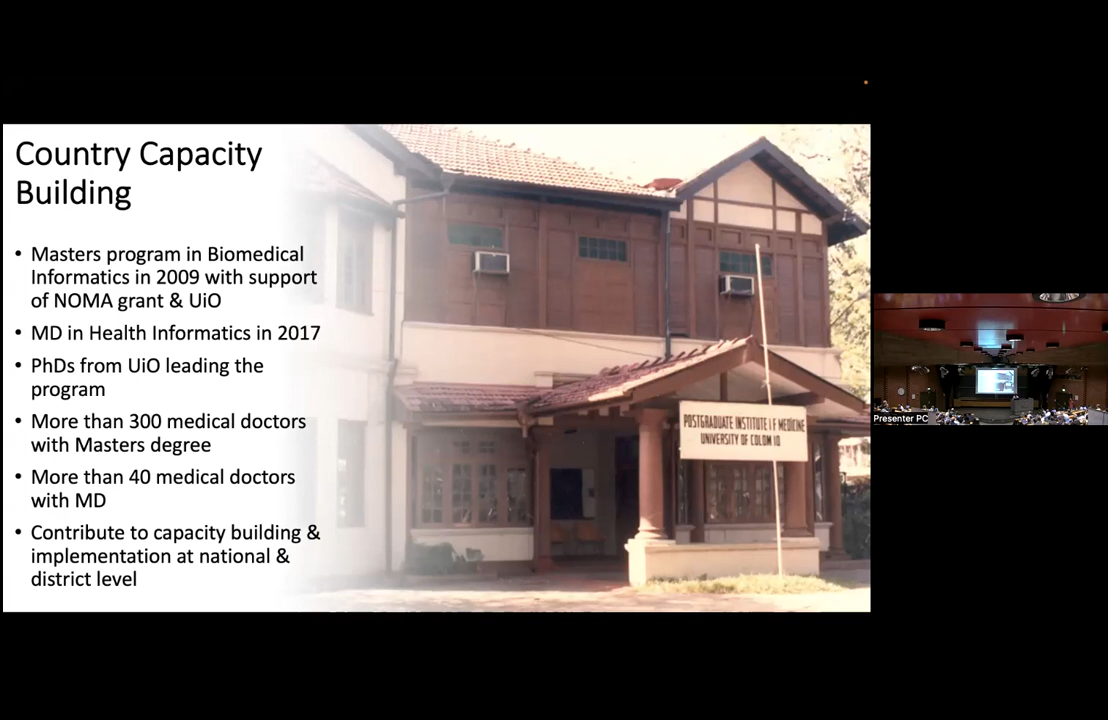 Country Capacity
Building
• Masters program in Biomedical
Informatics in 2009 with support
of NOMA grant & UiO
• MD in Health Informatics in 2017
• PhDs from UiO leading the
program
• More than 300 medical doctors
with Masters degree
• More than 40 medical doctors
with MD
• Contribute to capacity building &
implementation at national &
district level
POSTGRADUATE INSTITUTE OF MEDICINE
UNIVERSITY OF COLOMBO
Presenter PC